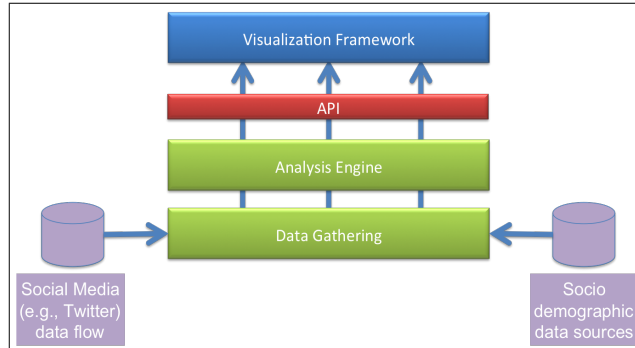 Visualization Framework
API
Analysis Engine
Data Gathering
Social Media
(e.g., Twitter)
data flow
Socio
demographic
data sources